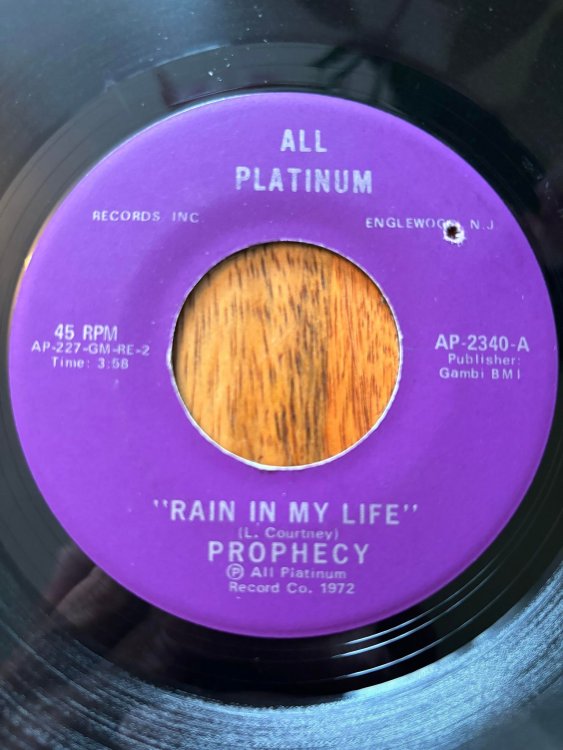 ALL
PLATINUM
RECORDS INC.
ENGLEWOOD, N.J
45 RPM
AP-227-GM-RE-2
Time: 3:58
AP-2340-A
Publisher:
Gambi BMI
"RAIN IN MY LIFE"
(L. Courtney)
PROPHECY
Ⓟ All Platinum
Record Co. 1972